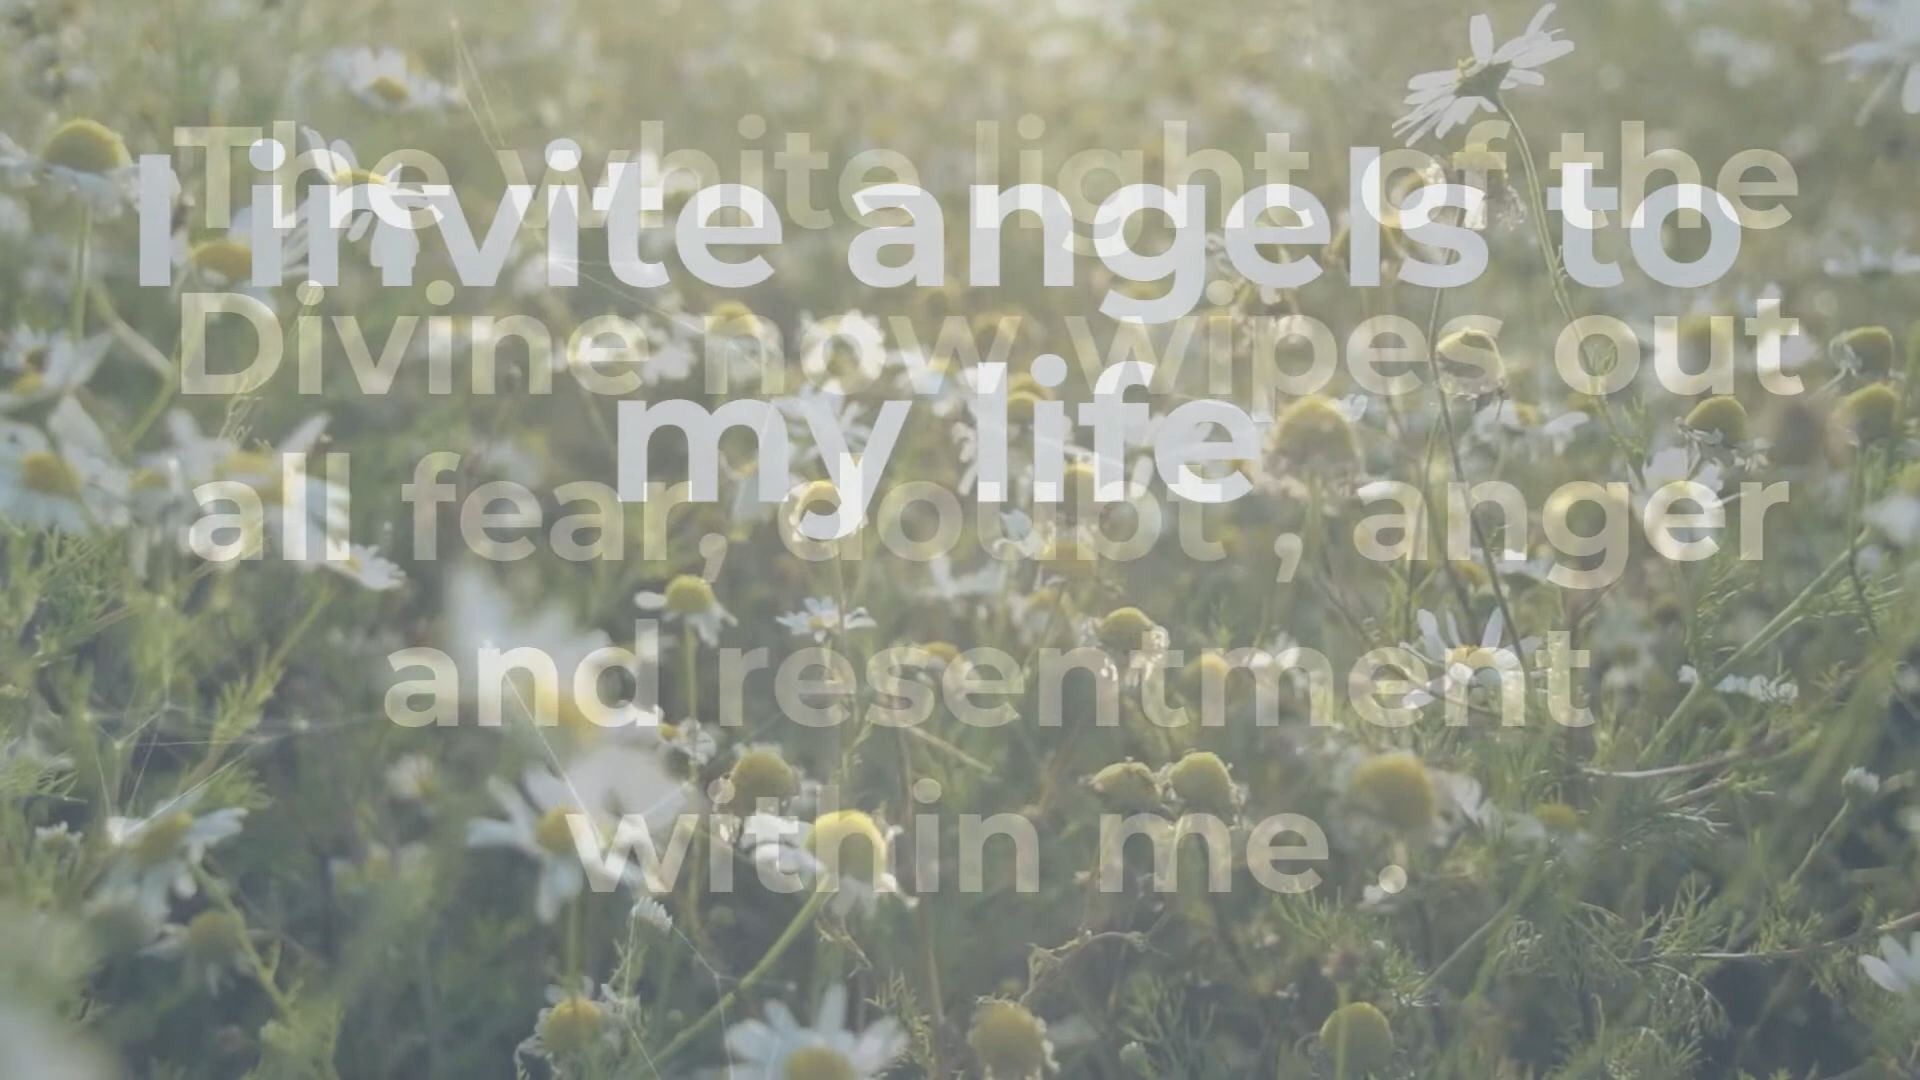 I invite angels to
my life
The white light of the
Divine now wipes out
all fear, doubt , anger
and resentment
within me .